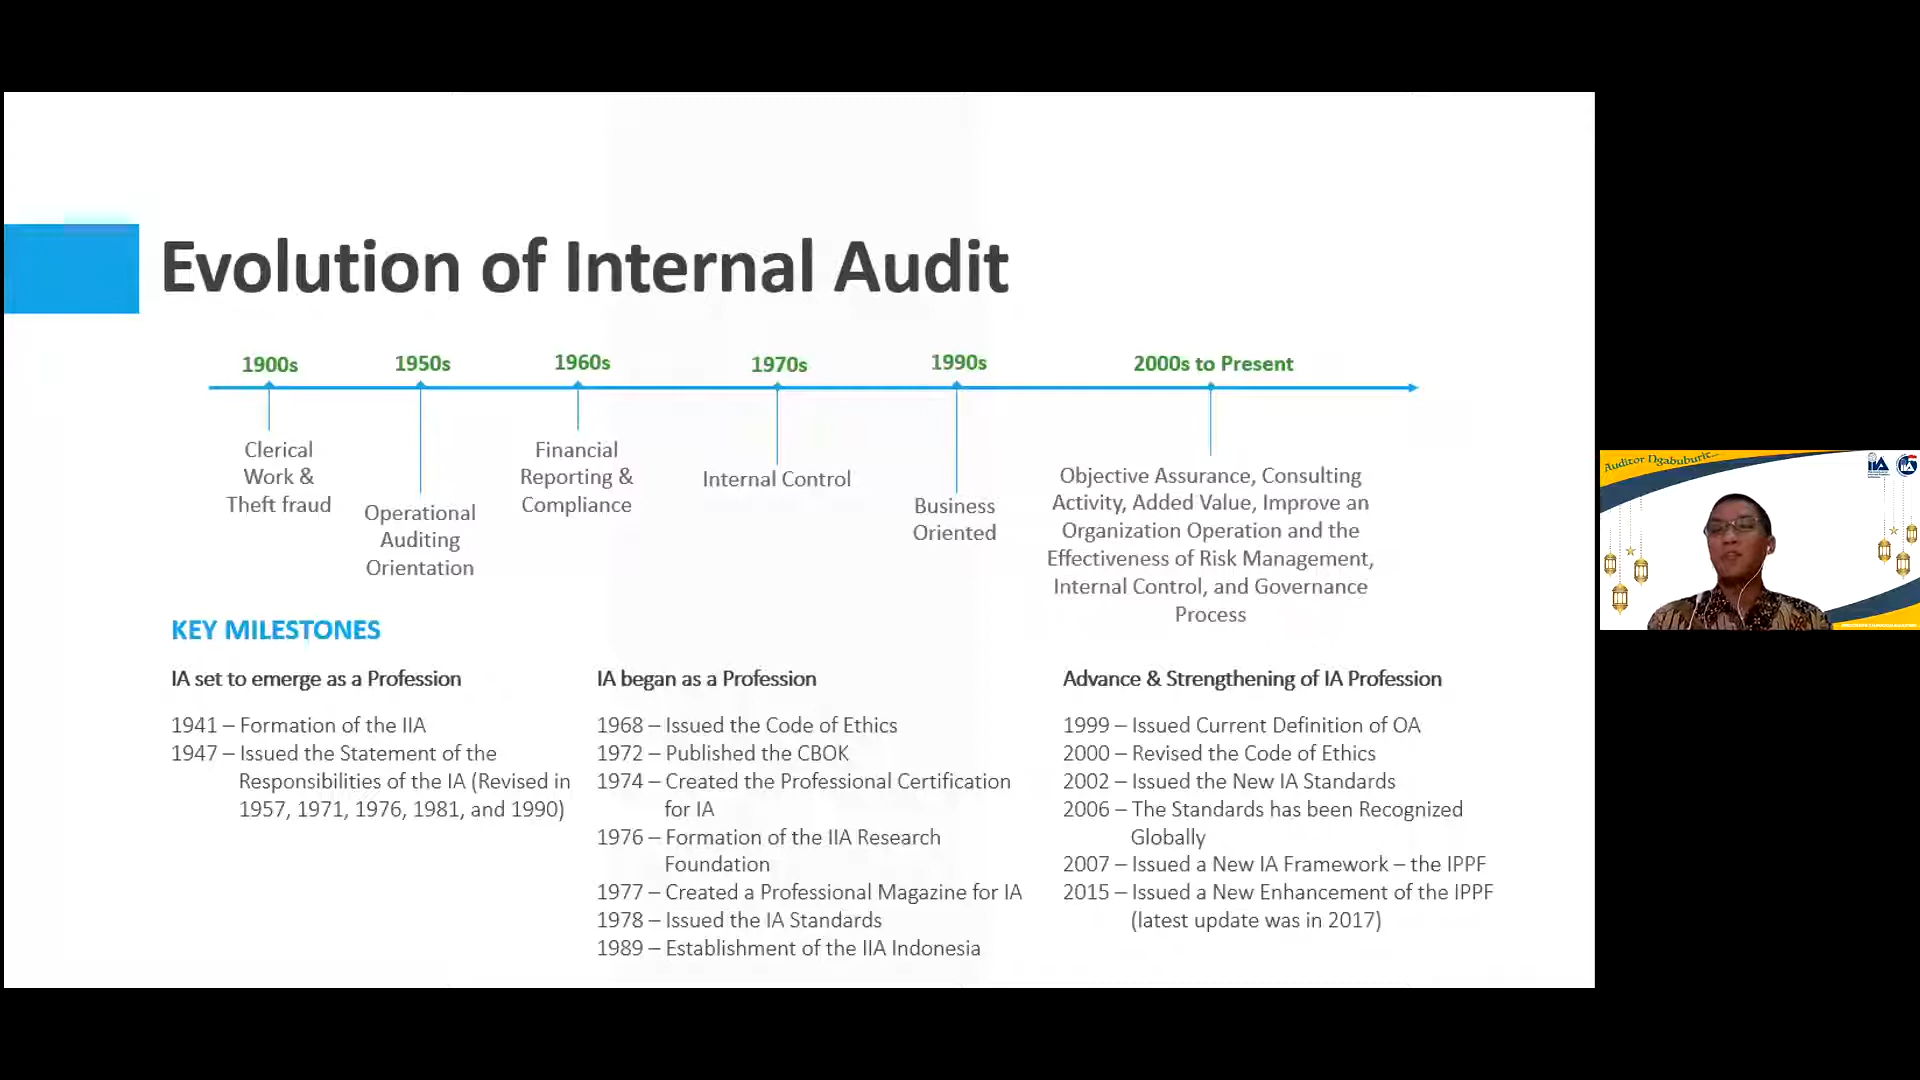 Evolution of Internal Audit
1900s
1950s
1960s
1970s
1990s
2000s to Present
Clerical
Work &
Theft fraud
Operational
Auditing
Orientation
Financial
Reporting &
Compliance
Internal Control
Business
Oriented
Objective Assurance, Consulting
Activity, Added Value, Improve an
Organization Operation and the
Effectiveness of Risk Management,
Internal Control, and Governance
Process
KEY MILESTONES
IA set to emerge as a Profession
1941 – Formation of the IIA
1947 – Issued the Statement of the
Responsibilities of the IA (Revised in
1957, 1971, 1976, 1981, and 1990)
IA began as a Profession
1968 – Issued the Code of Ethics
1972 – Published the CBOK
1974 – Created the Professional Certification
for IA
1976 – Formation of the IIA Research
Foundation
1977 – Created a Professional Magazine for IA
1978 – Issued the IA Standards
1989 – Establishment of the IIA Indonesia
Advance & Strengthening of IA Profession
1999 – Issued Current Definition of OA
2000 – Revised the Code of Ethics
2002 – Issued the New IA Standards
2006 – The Standards has been Recognized
Globally
2007 – Issued a New IA Framework – the IPPF
2015 – Issued a New Enhancement of the IPPF
(latest update was in 2017)
Auditor Ngabuburit...
IIA
IIA